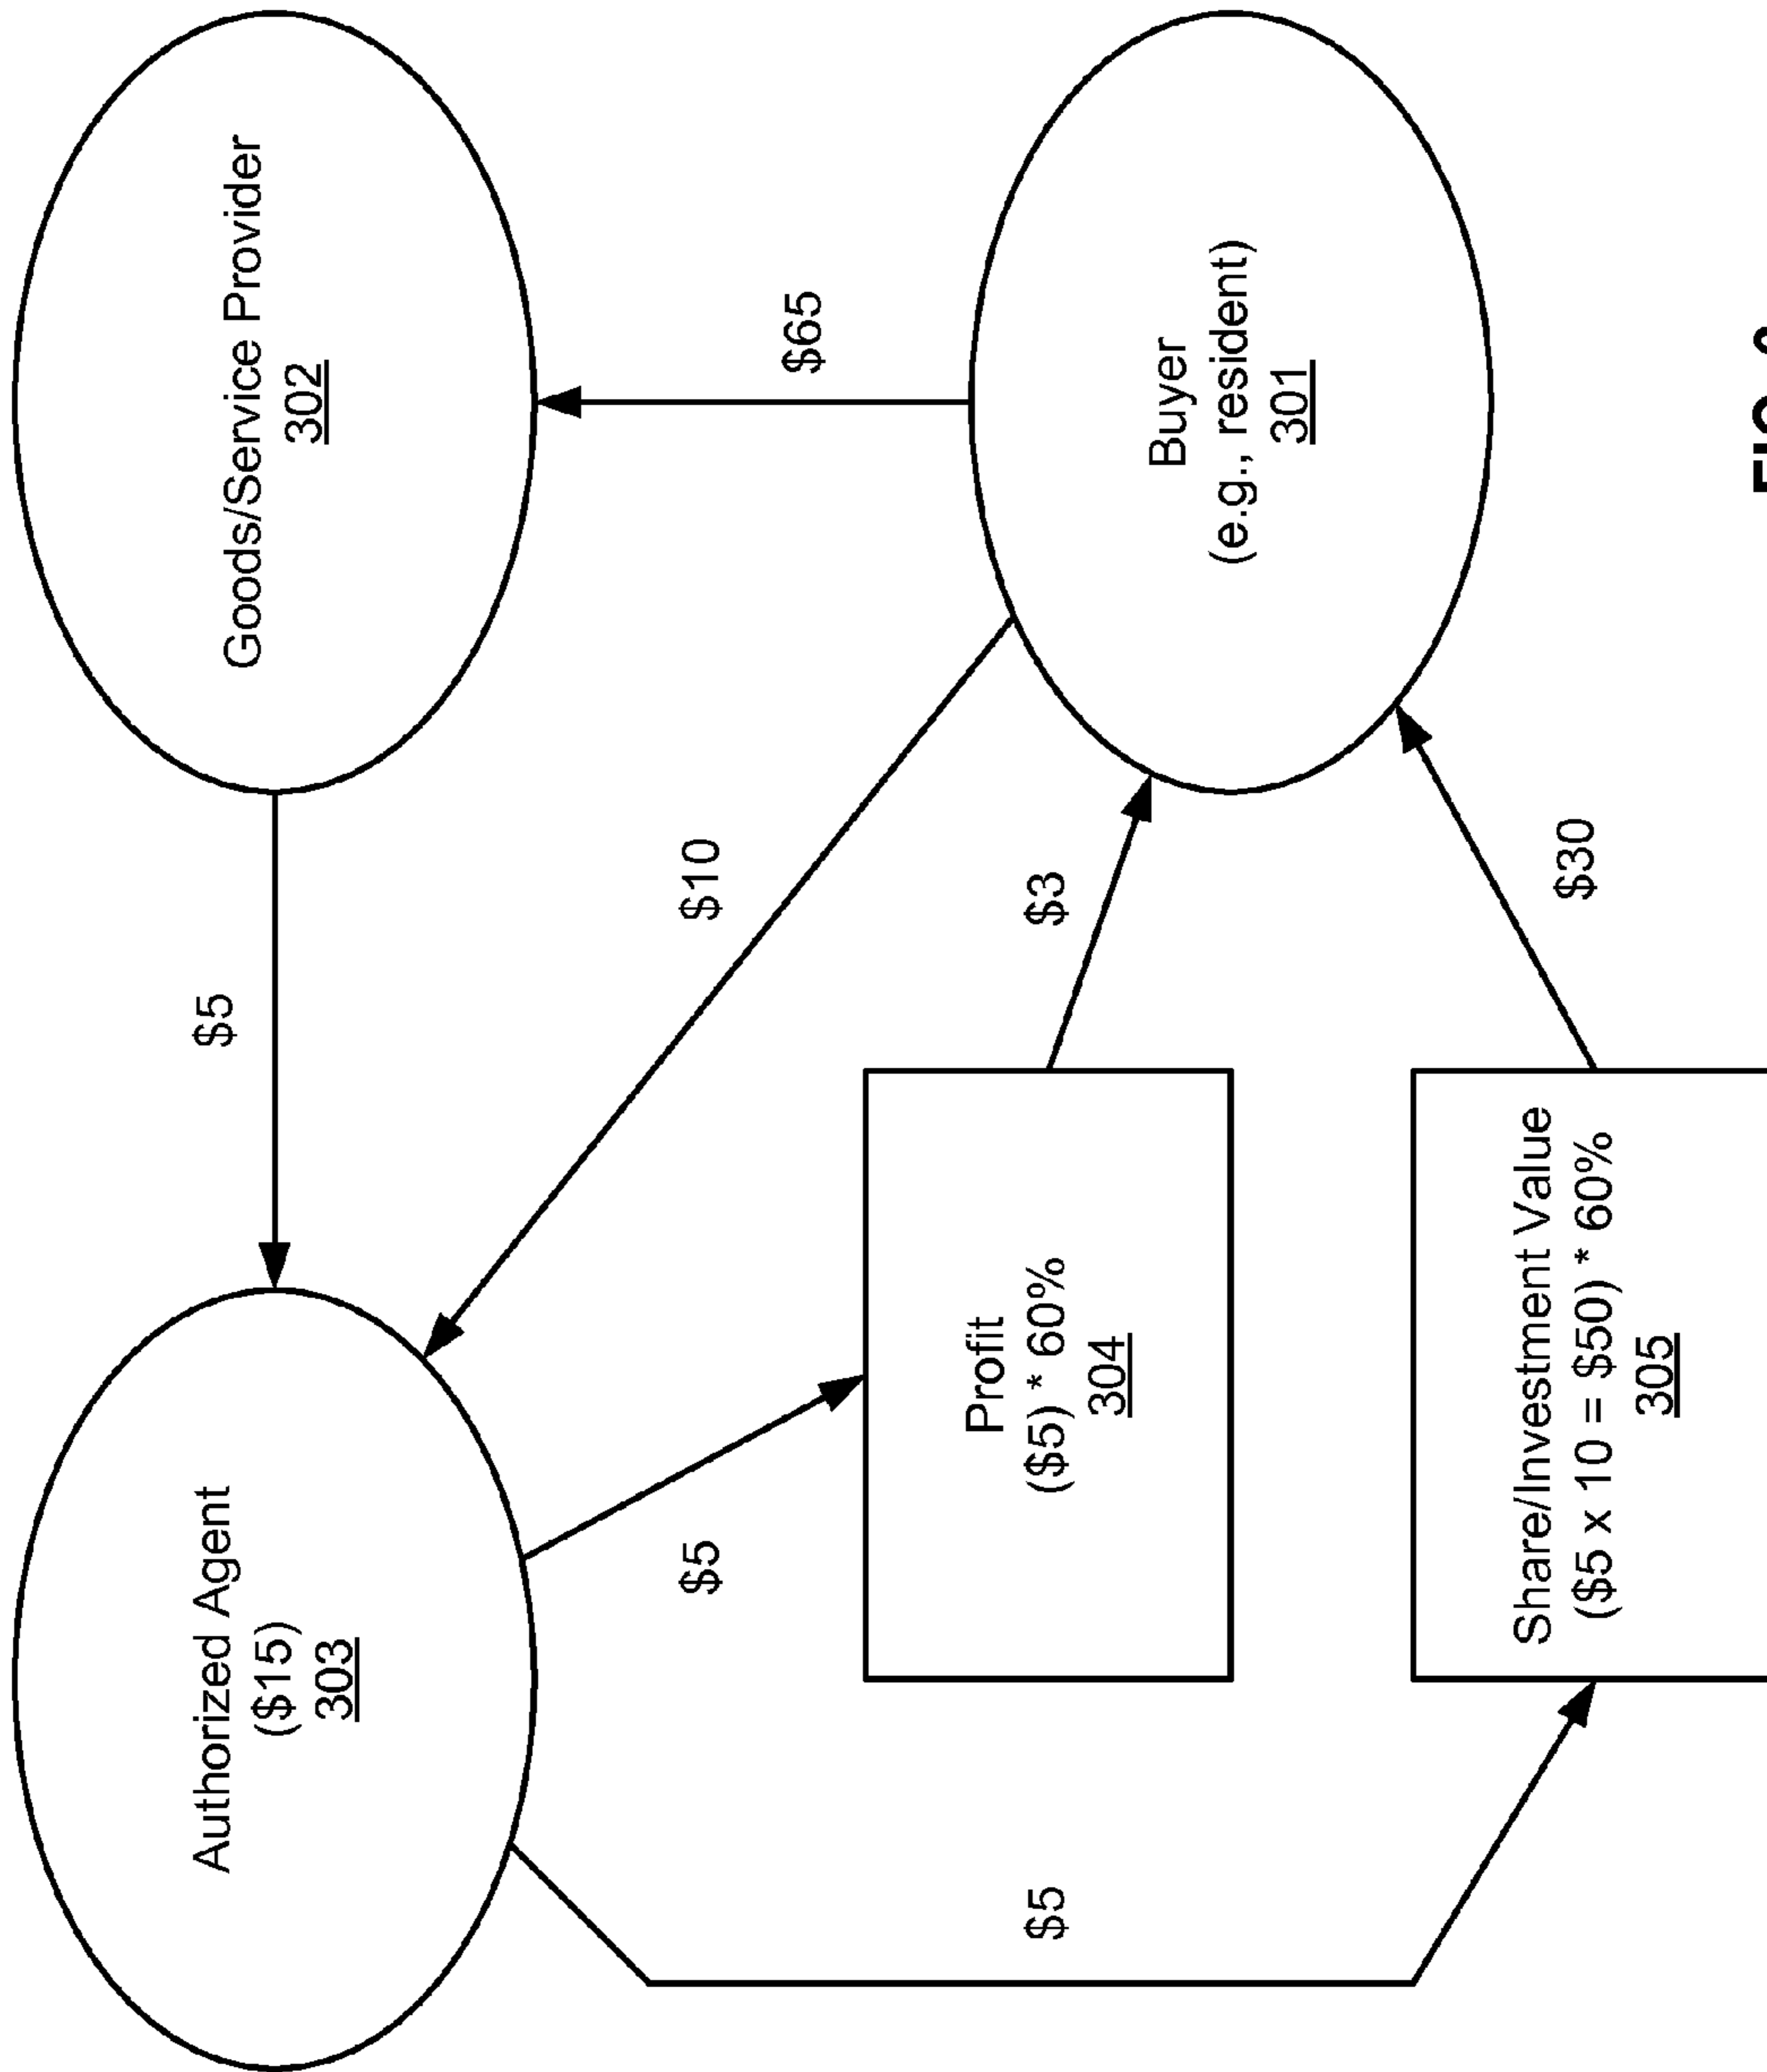 Authorized Agent
($15)
303
$5
Goods/Service Provider
302
$10
$5
$65
Profit
($5) * 60%
304
$3
$5
Buyer
(e.g., resident)
301
Share/Investment Value
($5 x 10 = $50) * 60%
305
$30
FIG